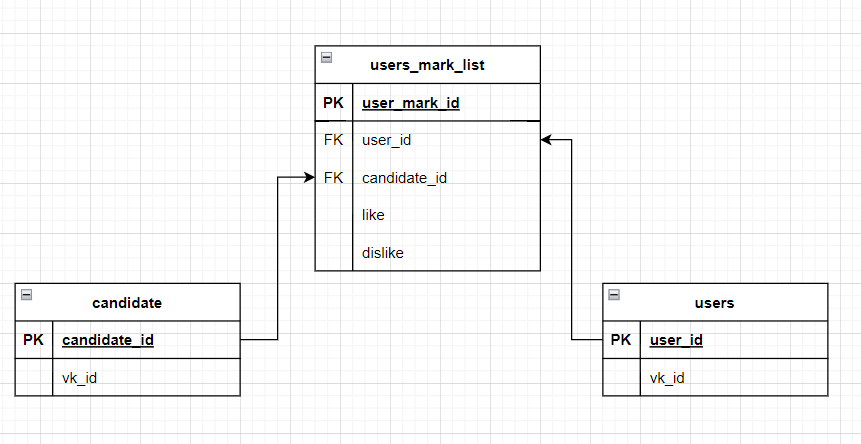 users_mark_list
PK user_mark_id
FK user_id
FK candidate_id
like
dislike
candidate
PK candidate_id
vk_id
users
PK user_id
vk_id